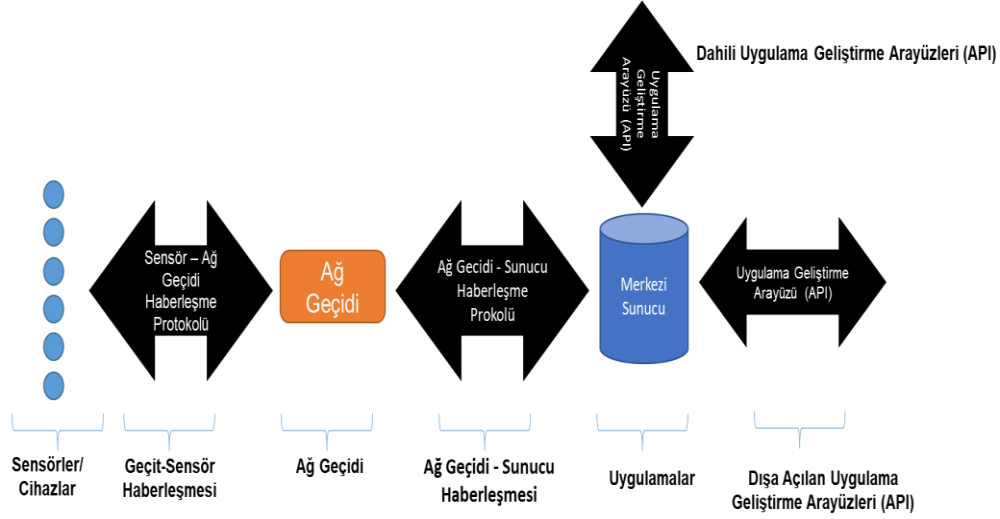 Dahili Uygulama Geliştirme Arayüzleri (API)
Uygulama
Geliştirme
Arayüzü (API)
Sensör – Ağ
Geçidi
Haberleşme
Protokolü
Ağ
Geçidi
Ağ Gecidi - Sunucu
Haberleşme
Prokolü
Merkezi
Sunucu
Uygulama Geliştirme
Arayüzü (API)
Sensörler/
Cihazlar
Geçit-Sensör
Haberleşmesi
Ağ Geçidi
Ağ Geçidi - Sunucu
Haberleşmesi
Uygulamalar
Dışa Açılan Uygulama
Geliştirme Arayüzleri (API)